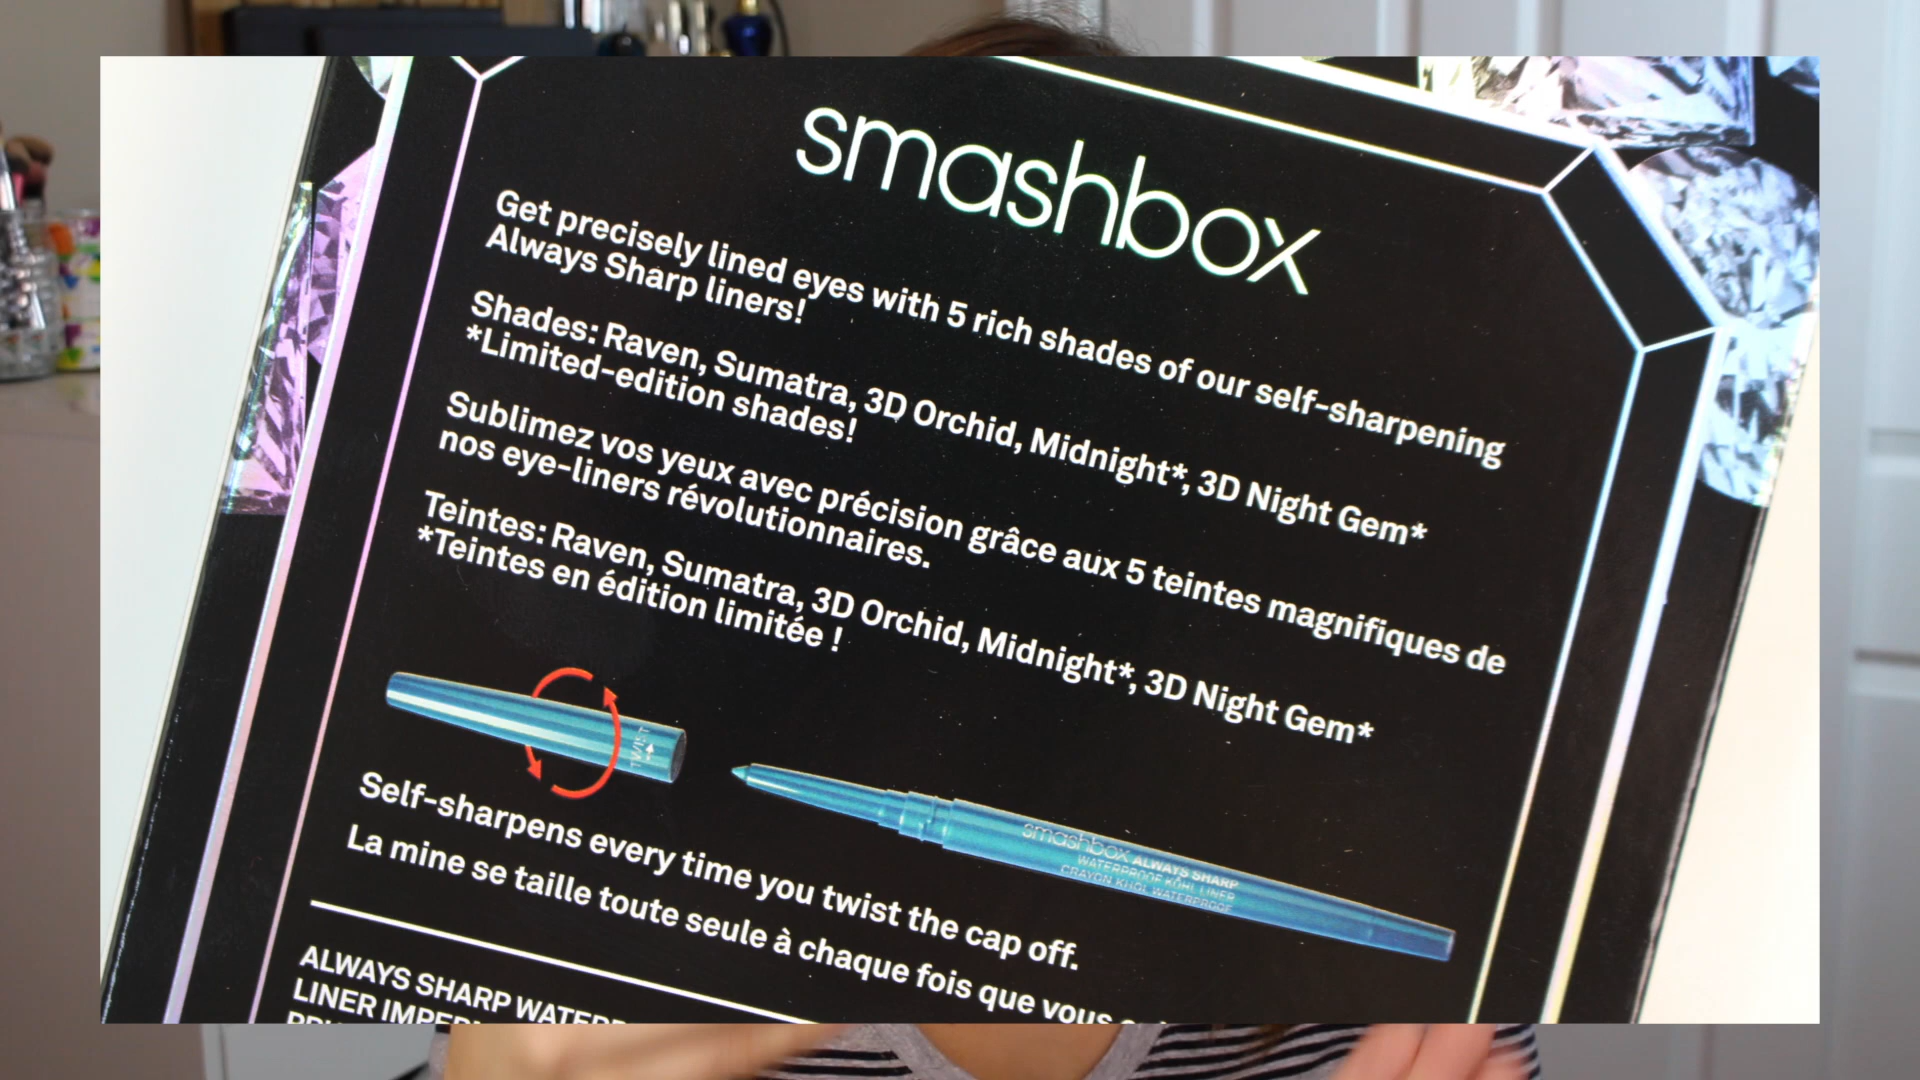 smashbox
Get precisely lined eyes with 5 rich shades of our self-sharpening
Always Sharp liners!
Shades: Raven, Sumatra, 3D Orchid, Midnight*, 3D Night Gem*
*Limited-edition shades!
Sublimez vos yeux avec précision grâce aux 5 teintes magnifiques de
nos eye-liners révolutionnaires.
Teintes: Raven, Sumatra, 3D Orchid, Midnight*, 3D Night Gem*
*Teintes en édition limitée !
TWIST
smashbox ALWAYS SHARP
WATERPROOF KÔHL LINER
CRAYON KHOL WATERPROOF
Self-sharpens every time you twist the cap off.
La mine se taille toute seule à chaque fois que vous
ALWAYS SHARP
LINER